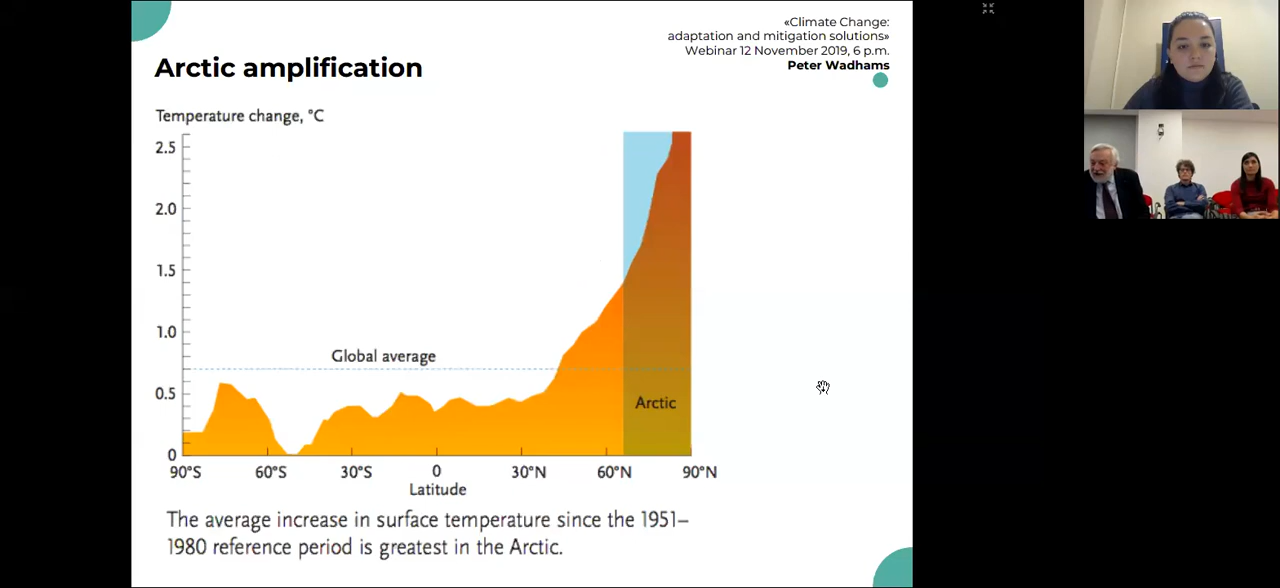 «Climate Change:
adaptation and mitigation solutions»
Webinar 12 November 2019, 6 p.m.
Peter Wadhams
Arctic amplification
Temperature change, °C
2.5
2.0
1.5
1.0
Global average
0.5
Arctic
0
90°S 60°S 30°S 0 30°N 60°N 90°N
Latitude
The average increase in surface temperature since the 1951–
1980 reference period is greatest in the Arctic.